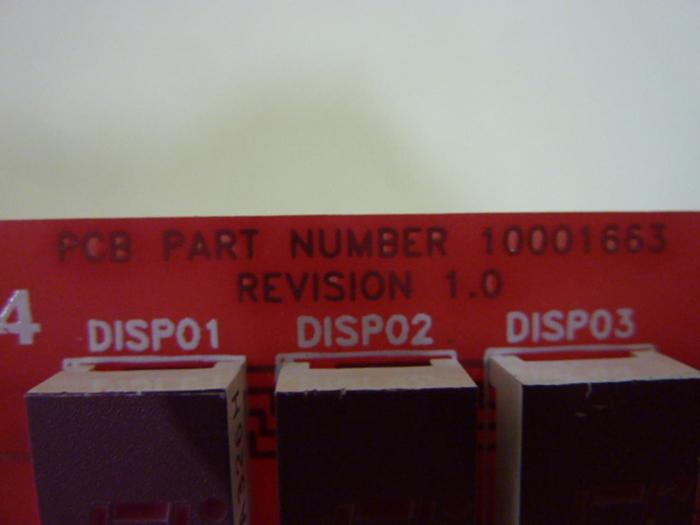 PCB PART NUMBER 10001663
REVISION 1.0
4
DISP01 DISP02 DISP03